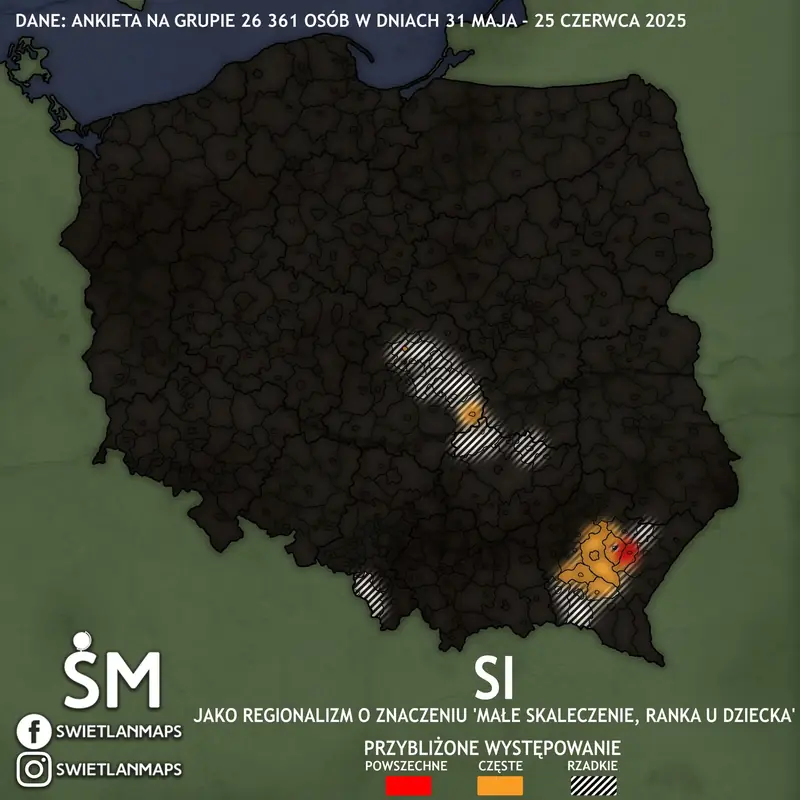 DANE: ANKIETA NA GRUPIE 26 361 OSÓB W DNIACH 31 MAJA - 25 CZERWCA 2025
ŚM
SWIETLANMAPS
SWIETLANMAPS
SI
JAKO REGIONALIZM O ZNACZENIU 'MAŁE SKALECZENIE, RANKA U DZIECKA'
PRZYBLIŻONE WYSTĘPOWANIE
POWSZECHNE CZĘSTE RZADKIE